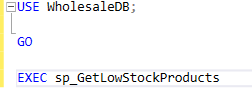 USE WholesaleDB;
GO
EXEC sp_GetLowStockProducts